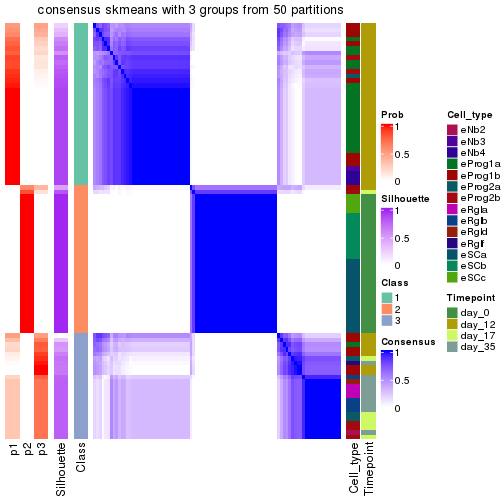 consensus skmeans with 3 groups from 50 partitions
Prob
1
0.5
0
Silhouette
1
0.5
0
Class
1
2
3
Consensus
1
0.5
0
Cell_type
eNb2
eNb3
eNb4
eProg1a
eProg1b
eProg2a
eProg2b
eRgla
eRglb
eRgld
eRglf
eSCa
eSCb
eSCc
Timepoint
day_0
day_12
day_17
day_35
p1
p2
p3
Silhouette
Class
Cell_type
Timepoint